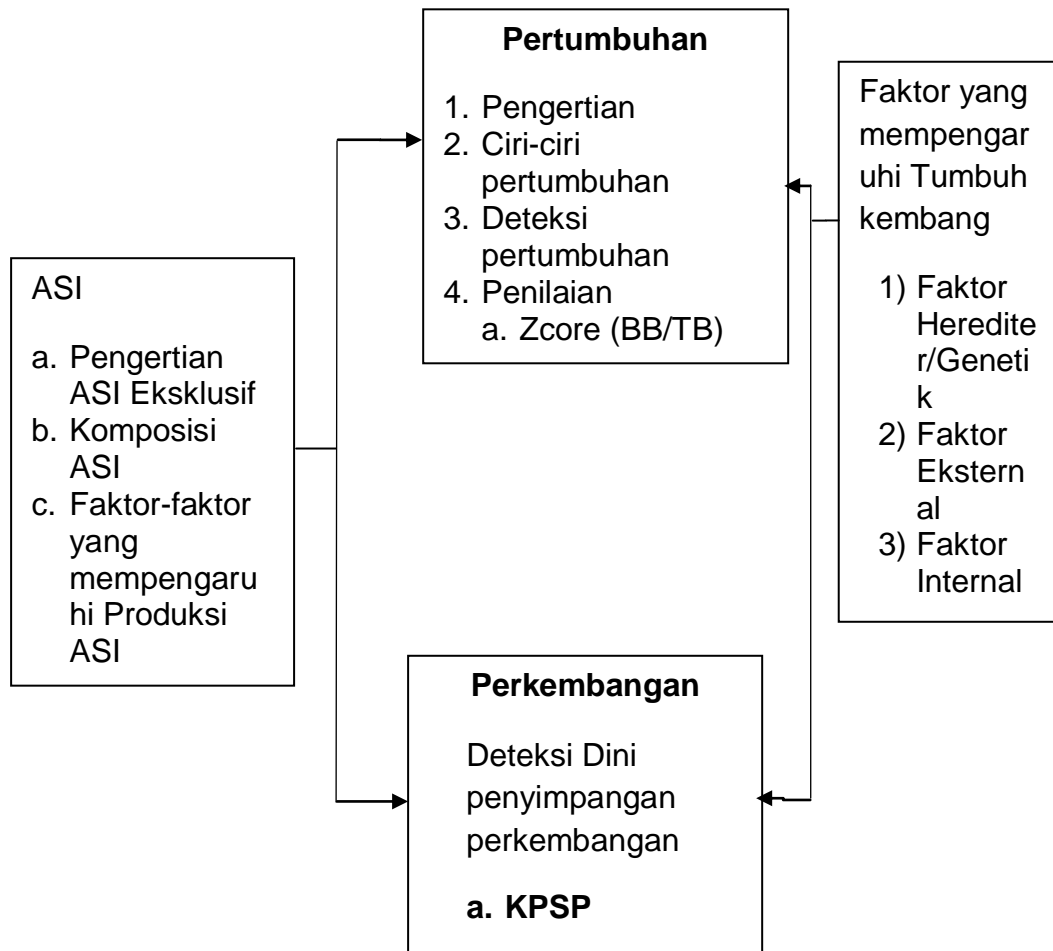 ASI
a. Pengertian
ASI Eksklusif
b. Komposisi
ASI
c. Faktor-faktor
yang
mempengaru
hi Produksi
ASI
Pertumbuhan
1. Pengertian
2. Ciri-ciri
pertumbuhan
3. Deteksi
pertumbuhan
4. Penilaian
a. Zcore (BB/TB)
Perkembangan
Deteksi Dini
penyimpangan
perkembangan
a. KPSP
Faktor yang
mempengar
uhi Tumbuh
kembang
1) Faktor
Heredite
r/Geneti
k
2) Faktor
Ekstern
al
3) Faktor
Internal